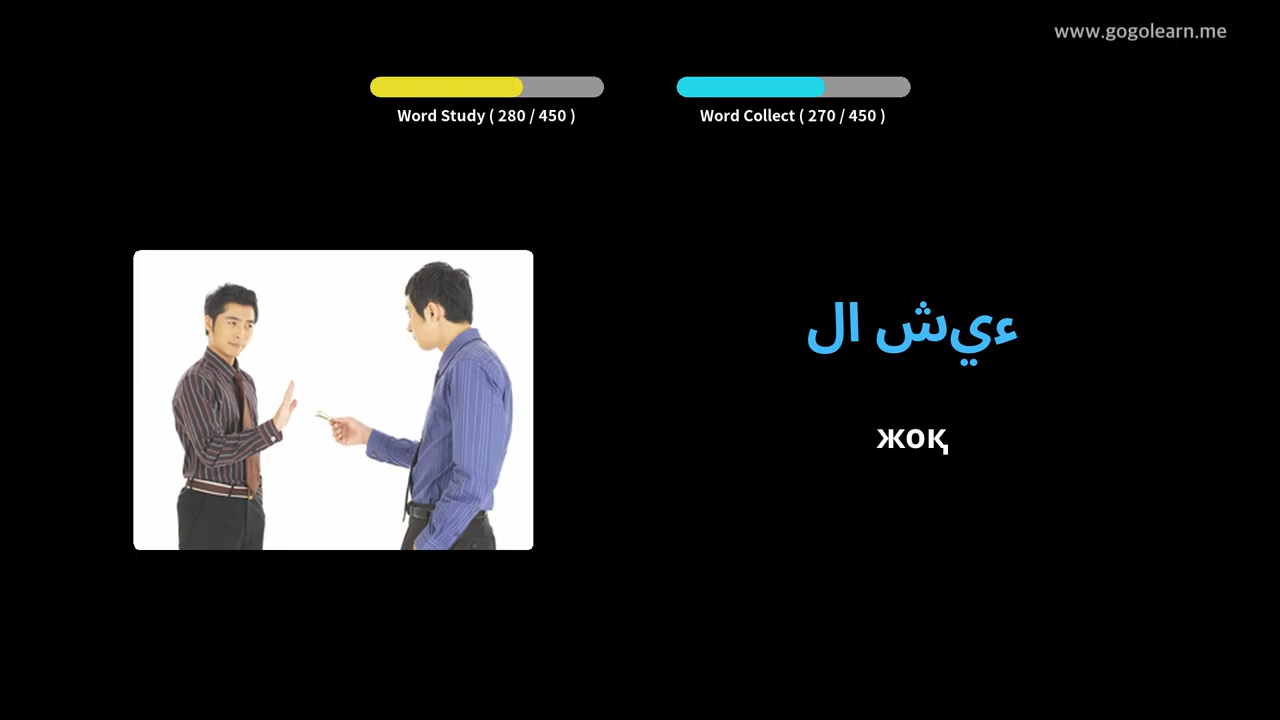 www.gogolearn.me
Word Study ( 280 / 450 )
Word Collect ( 270 / 450 )
ءيش ال
жоқ